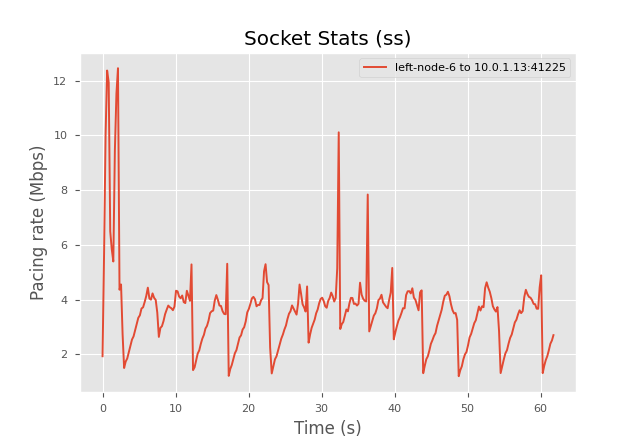 Socket Stats (ss)
left-node-6 to 10.0.1.13:41225
Pacing rate (Mbps)
12
10
8
6
4
2
0 10 20 30 40 50 60
Time (s)